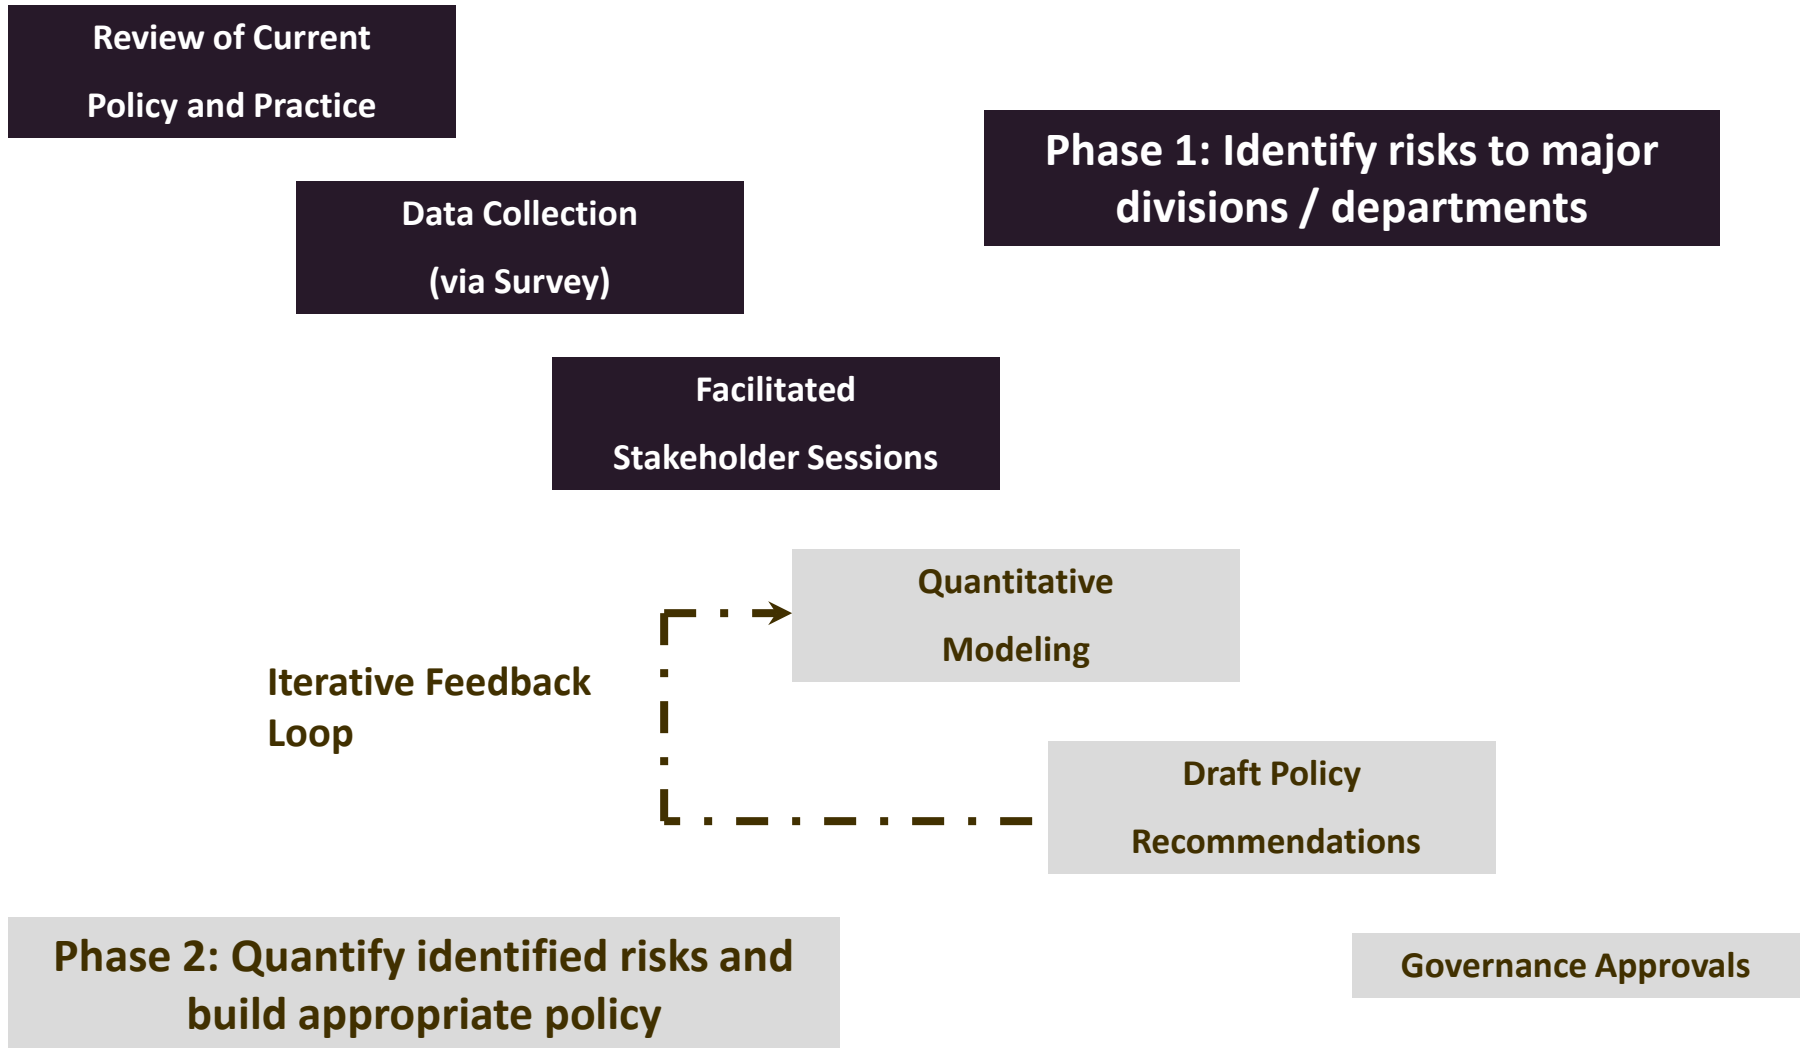 Review of Current
Policy and Practice
Phase 1: Identify risks to major
divisions / departments
Data Collection
(via Survey)
Facilitated
Stakeholder Sessions
Quantitative
Modeling
Iterative Feedback
Loop
Draft Policy
Recommendations
Phase 2: Quantify identified risks and
build appropriate policy
Governance Approvals